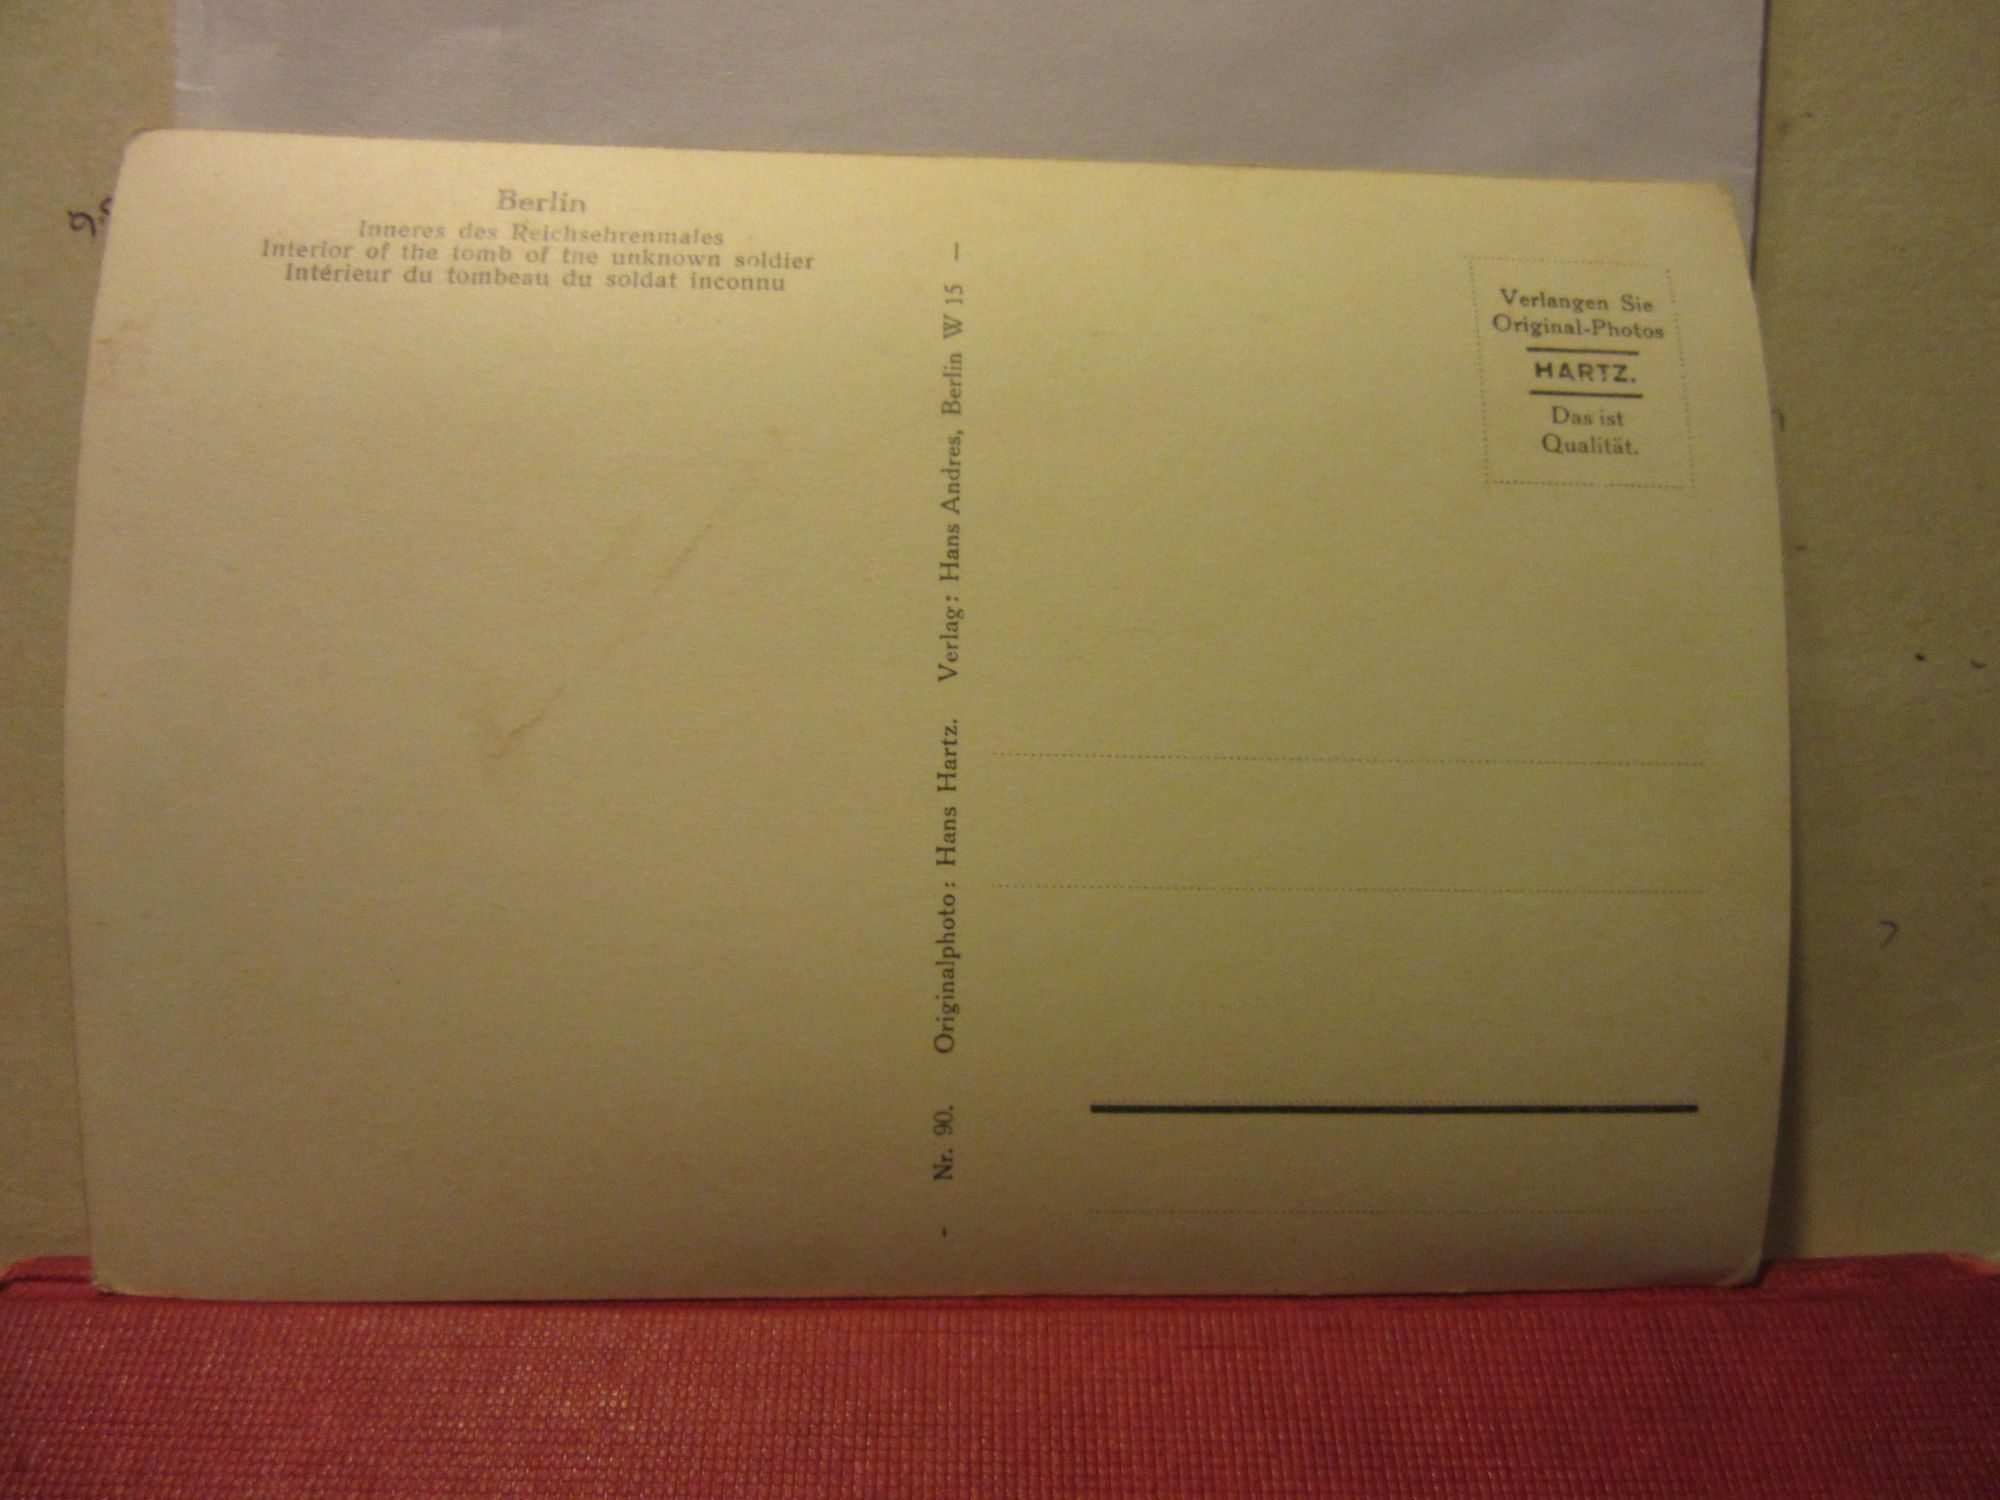 Berlin
Inneres des Reichsehrenmales
Interior of the tomb of the unknown soldier
Intérieur du tombeau du soldat inconnu
– Nr. 90. Originalphoto: Hans Hartz. Verlag: Hans Andres, Berlin W 15 –
Verlangen Sie
Original-Photos
HARTZ.
Das ist
Qualität.